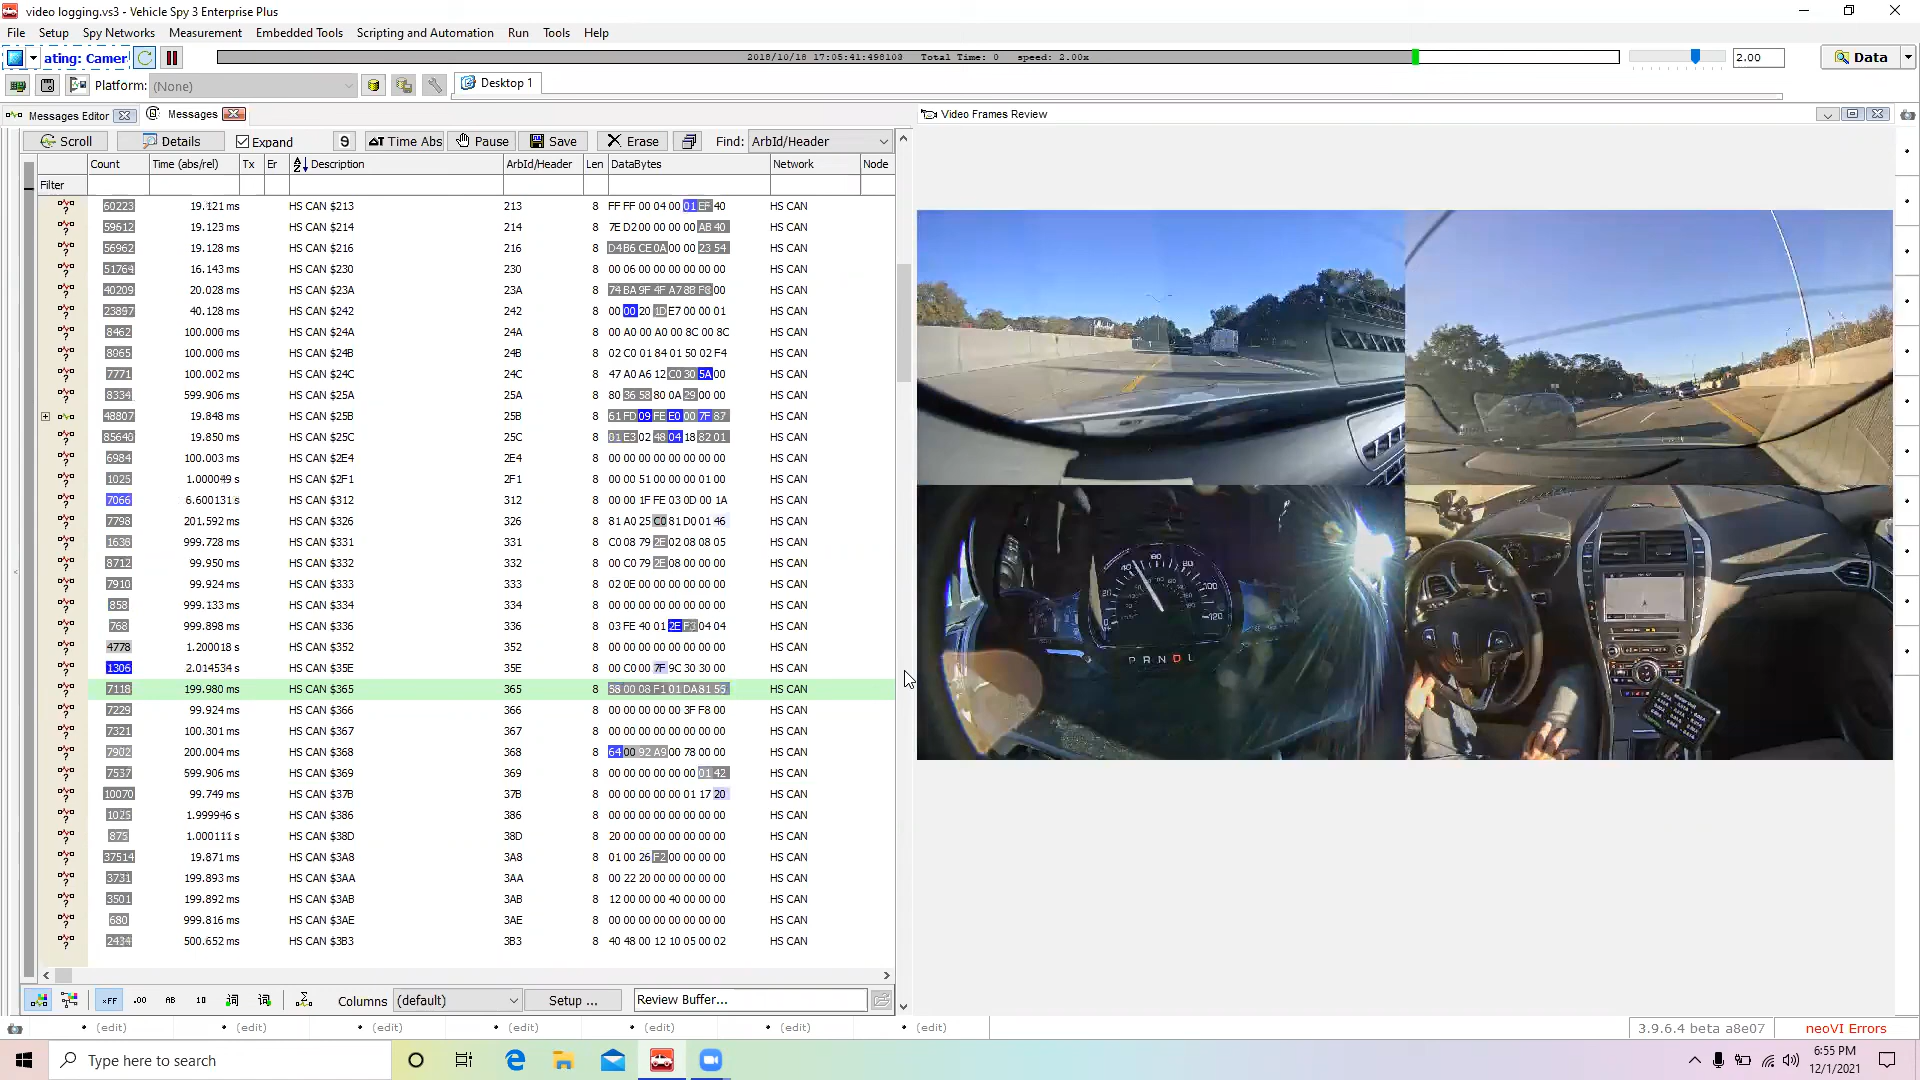 video logging.vs3 - Vehicle Spy 3 Enterprise Plus
File Setup Spy Networks Measurement Embedded Tools Scripting and Automation Run Tools Help
ating: Camer 2018/10/18 17:05:41:498103 Total Time: 0 speed: 2.00x 2.00 Data
Platform: (None) Desktop 1
Messages Editor Messages Video Frames Review
Scroll Details Expand 9 ΔT Time Abs Pause Save Erase Find: ArbId/Header
Count Time (abs/rel) Tx Er Description ArbId/Header Len DataBytes Network Node
Filter
60223 19.121 ms HS CAN $213 213 8 FF FF 00 04 00 01 EF 40 HS CAN
59612 19.123 ms HS CAN $214 214 8 7E D2 00 00 00 00 AB 40 HS CAN
56962 19.128 ms HS CAN $216 216 8 D4 B6 CE 0A 00 00 23 54 HS CAN
51764 16.143 ms HS CAN $230 230 8 00 06 00 00 00 00 00 00 HS CAN
40209 20.028 ms HS CAN $23A 23A 8 74 BA 9F 4F A7 8B F8 00 HS CAN
23897 40.128 ms HS CAN $242 242 8 00 00 20 1D E7 00 00 01 HS CAN
8462 100.000 ms HS CAN $24A 24A 8 00 A0 00 A0 00 8C 00 8C HS CAN
8965 100.000 ms HS CAN $24B 24B 8 02 C0 01 84 01 50 02 F4 HS CAN
7771 100.002 ms HS CAN $24C 24C 8 47 A0 A6 12 C0 30 5A 00 HS CAN
8334 599.906 ms HS CAN $25A 25A 8 80 36 58 80 0A 29 00 00 HS CAN
48807 19.848 ms HS CAN $25B 25B 8 61 FD 09 FE E0 00 7F 87 HS CAN
85640 19.850 ms HS CAN $25C 25C 8 01 E3 02 48 04 18 82 01 HS CAN
6984 100.003 ms HS CAN $2E4 2E4 8 00 00 00 00 00 00 00 00 HS CAN
1025 1.000049 s HS CAN $2F1 2F1 8 00 00 51 00 00 00 01 00 HS CAN
7066 6.600131 s HS CAN $312 312 8 00 00 1F FE 03 0D 00 1A HS CAN
7798 201.592 ms HS CAN $326 326 8 81 A0 25 C0 81 D0 01 46 HS CAN
1636 999.728 ms HS CAN $331 331 8 C0 08 79 2E 02 08 08 05 HS CAN
8712 99.950 ms HS CAN $332 332 8 00 C0 79 2E 08 00 00 00 HS CAN
7910 99.924 ms HS CAN $333 333 8 02 0E 00 00 00 00 00 00 HS CAN
858 999.133 ms HS CAN $334 334 8 00 00 00 00 00 00 00 00 HS CAN
768 999.898 ms HS CAN $336 336 8 03 FE 40 01 2E F3 04 04 HS CAN
4778 1.200018 s HS CAN $352 352 8 00 00 00 00 00 00 00 00 HS CAN
1306 2.014534 s HS CAN $35E 35E 8 00 C0 00 7F 9C 30 30 00 HS CAN
7118 199.980 ms HS CAN $365 365 8 58 00 08 F1 01 DA 81 55 HS CAN
7229 99.924 ms HS CAN $366 366 8 00 00 00 00 00 3F F8 00 HS CAN
7321 100.301 ms HS CAN $367 367 8 00 00 00 00 00 00 00 00 HS CAN
7902 200.004 ms HS CAN $368 368 8 64 00 92 A9 00 78 00 00 HS CAN
7537 599.906 ms HS CAN $369 369 8 00 00 00 00 00 00 01 42 HS CAN
10070 99.749 ms HS CAN $37B 37B 8 00 00 00 00 00 01 17 20 HS CAN
1025 1.999946 s HS CAN $386 386 8 00 00 00 00 00 00 00 00 HS CAN
875 1.000111 s HS CAN $38D 38D 8 20 00 00 00 00 00 00 00 HS CAN
37514 19.871 ms HS CAN $3A8 3A8 8 01 00 26 F2 00 00 00 00 HS CAN
3731 199.893 ms HS CAN $3AA 3AA 8 00 22 20 00 00 00 00 00 HS CAN
3501 199.892 ms HS CAN $3AB 3AB 8 12 00 00 00 40 00 00 00 HS CAN
680 999.816 ms HS CAN $3AE 3AE 8 00 00 00 00 00 00 00 00 HS CAN
2434 500.652 ms HS CAN $3B3 3B3 8 40 48 00 12 10 05 00 02 HS CAN
20 40 80 100 120
P R N D L
xFF .00 AB 10 Columns (default) Setup ... Review Buffer...
(edit) (edit) (edit) (edit) (edit) (edit) (edit) 3.9.6.4 beta a8e07 neoVI Errors
Type here to search
6:55 PM
12/1/2021